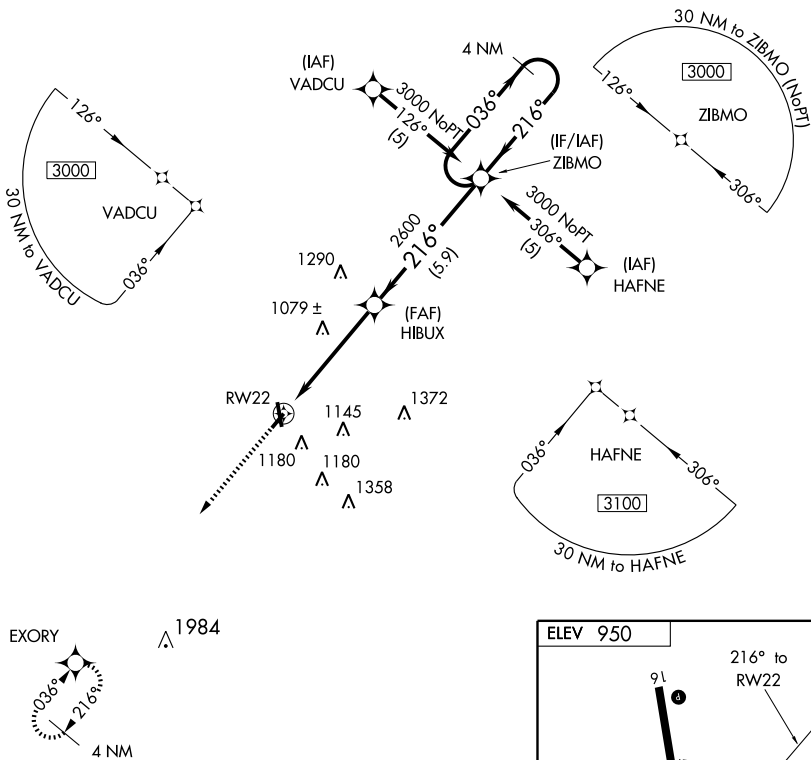 4 NM
30 NM to ZIBMO (NoPT)
(IAF)
VADCU
3000
126°
ZIBMO
306°
126°
3000
VADCU
036°
30 NM to VADCU
3000 NoPT
126°
(5)
036°
216°
(IF/IAF)
ZIBMO
3000 NoPT
306°
(5)
(IAF)
HAFNE
2600
216°
(5.9)
1290
1079 ±
(FAF)
HIBUX
RW22
1145
1372
1180
1180
1358
036°
HAFNE
306°
3100
30 NM to HAFNE
EXORY
1984
036°
216°
4 NM
ELEV 950
216° to
RW22
16
P